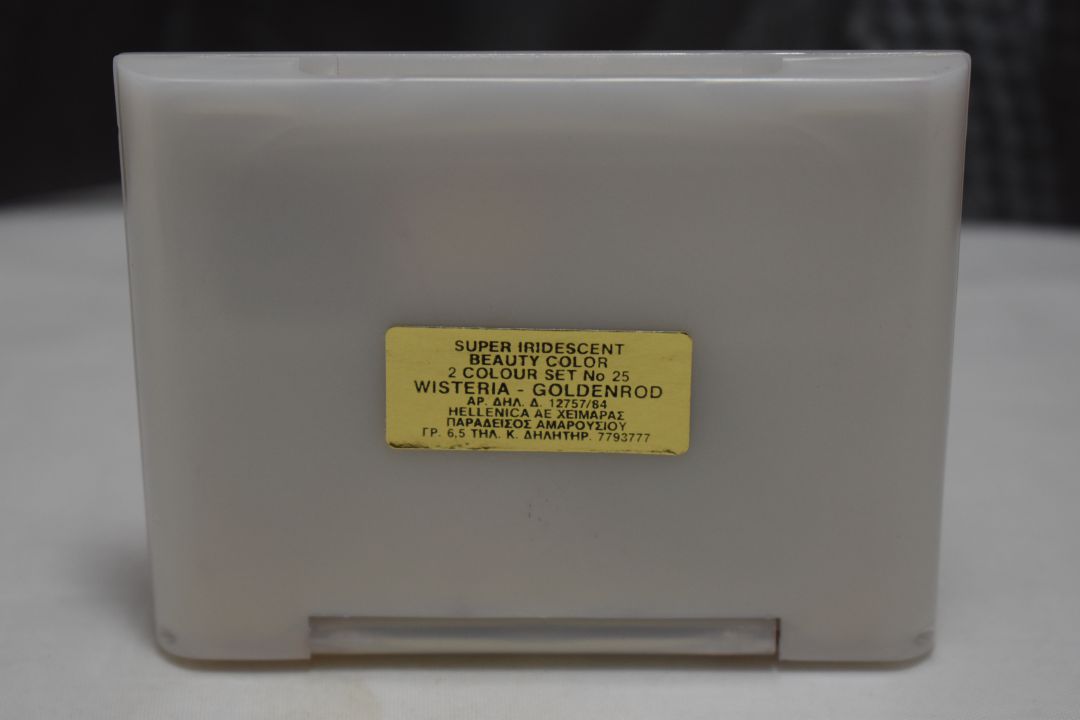 SUPER IRIDESCENT
BEAUTY COLOR
2 COLOUR SET No 25
WISTERIA - GOLDENROD
ΑΡ. ΔΗΛ. Δ. 12757/84
HELLENICA AE ΧΕΙΜΑΡΑΣ
ΠΑΡΑΔΕΙΣΟΣ ΑΜΑΡΟΥΣΙΟΥ
ΓΡ. 6,5 ΤΗΛ. Κ. ΔΗΛΗΤΗΡ. 7793777